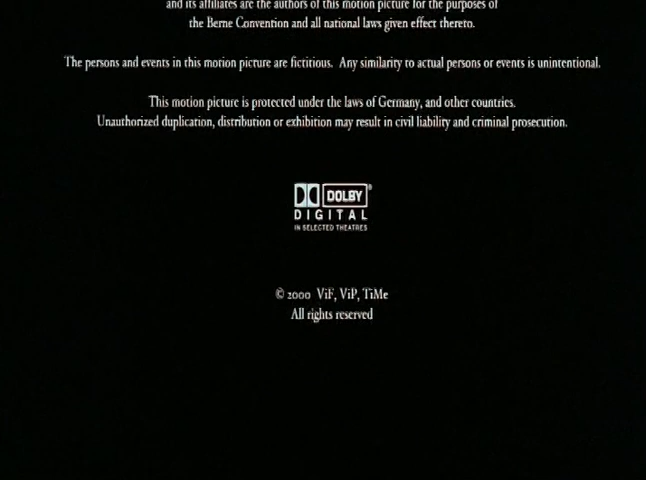 and its affiliates are the authors of this motion picture for the purposes of
the Berne Convention and all national laws given effect thereto.
The persons and events in this motion picture are fictitious. Any similarity to actual persons or events is unintentional.
This motion picture is protected under the laws of Germany, and other countries.
Unauthorized duplication, distribution or exhibition may result in civil liability and criminal prosecution.
DOLBY®
DIGITAL
IN SELECTED THEATRES
© 2000 ViF, ViP, TiMe
All rights reserved